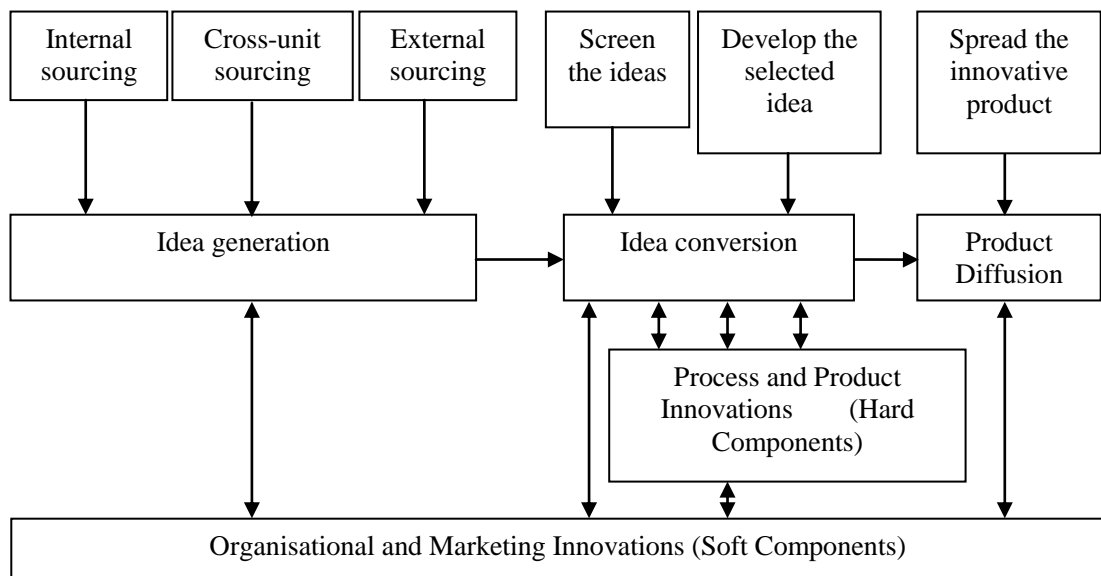 Internal
sourcing
Cross-unit
sourcing
External
sourcing
Screen
the ideas
Develop the
selected
idea
Spread the
innovative
product
Idea generation
Idea conversion
Product
Diffusion
Process and Product
Innovations (Hard
Components)
Organisational and Marketing Innovations (Soft Components)